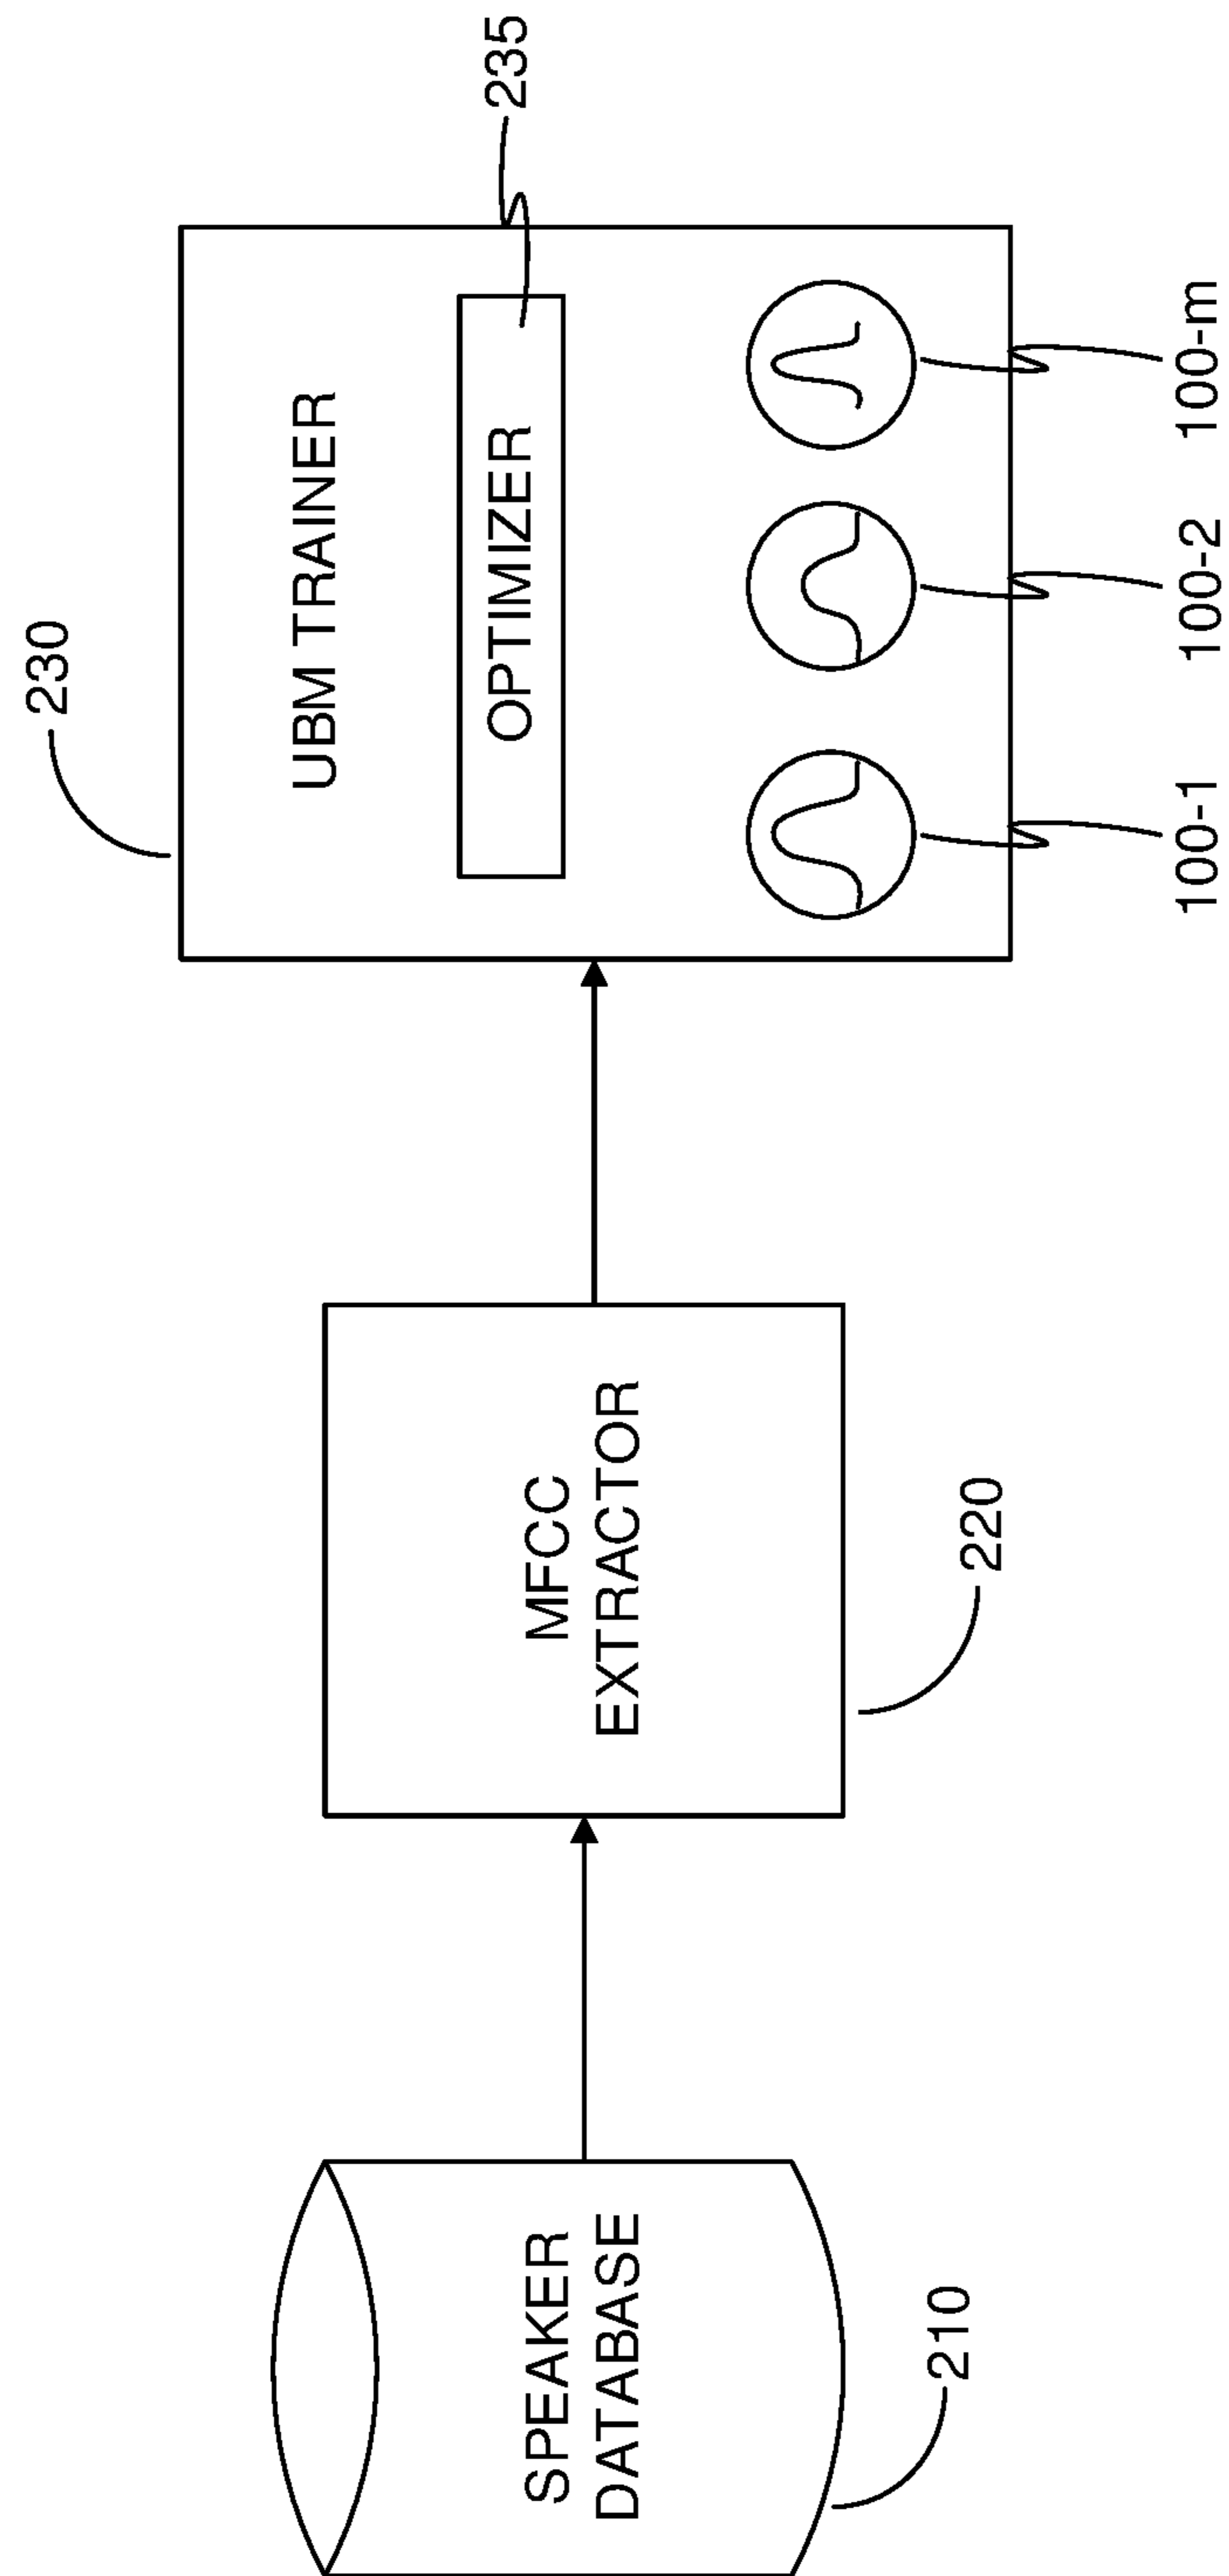 230
UBM TRAINER
235
OPTIMIZER
SPEAKER
DATABASE
MFCC
EXTRACTOR
210
220
100-1
100-2
100-m